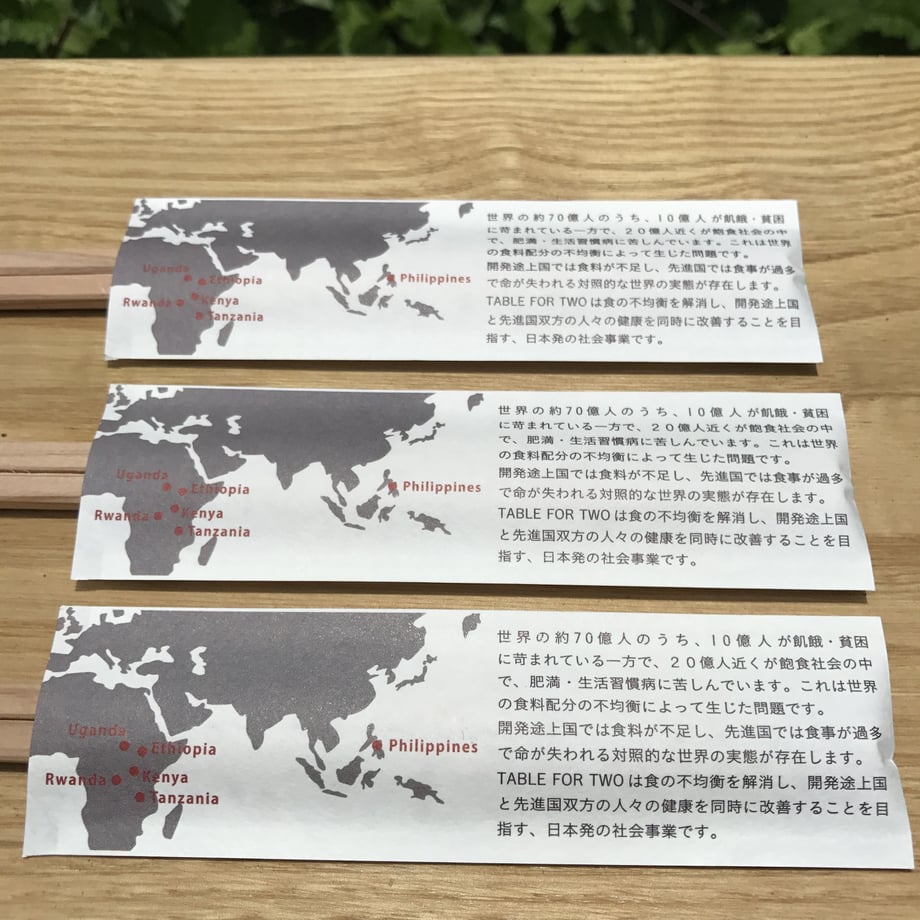 Uganda
Ethiopia
Rwanda
Kenya
Tanzania
Philippines
世界の約70億人のうち、10億人が飢餓・貧困
に苛まれている一方で、20億人近くが飽食社会の中
で、肥満・生活習慣病に苦しんでいます。これは世界
の食料配分の不均衡によって生じた問題です。
開発途上国では食料が不足し、先進国では食事が過多
で命が失われる対照的な世界の実態が存在します。
TABLE FOR TWOは食の不均衡を解消し、開発途上国
と先進国双方の人々の健康を同時に改善することを目
指す、日本発の社会事業です。
Uganda
Ethiopia
Rwanda
Kenya
Tanzania
Philippines
世界の約70億人のうち、10億人が飢餓・貧困
に苛まれている一方で、20億人近くが飽食社会の中
で、肥満・生活習慣病に苦しんでいます。これは世界
の食料配分の不均衡によって生じた問題です。
開発途上国では食料が不足し、先進国では食事が過多
で命が失われる対照的な世界の実態が存在します。
TABLE FOR TWOは食の不均衡を解消し、開発途上国
と先進国双方の人々の健康を同時に改善することを目
指す、日本発の社会事業です。
Uganda
Ethiopia
Rwanda
Kenya
Tanzania
Philippines
世界の約70億人のうち、10億人が飢餓・貧困
に苛まれている一方で、20億人近くが飽食社会の中
で、肥満・生活習慣病に苦しんでいます。これは世界
の食料配分の不均衡によって生じた問題です。
開発途上国では食料が不足し、先進国では食事が過多
で命が失われる対照的な世界の実態が存在します。
TABLE FOR TWOは食の不均衡を解消し、開発途上国
と先進国双方の人々の健康を同時に改善することを目
指す、日本発の社会事業です。